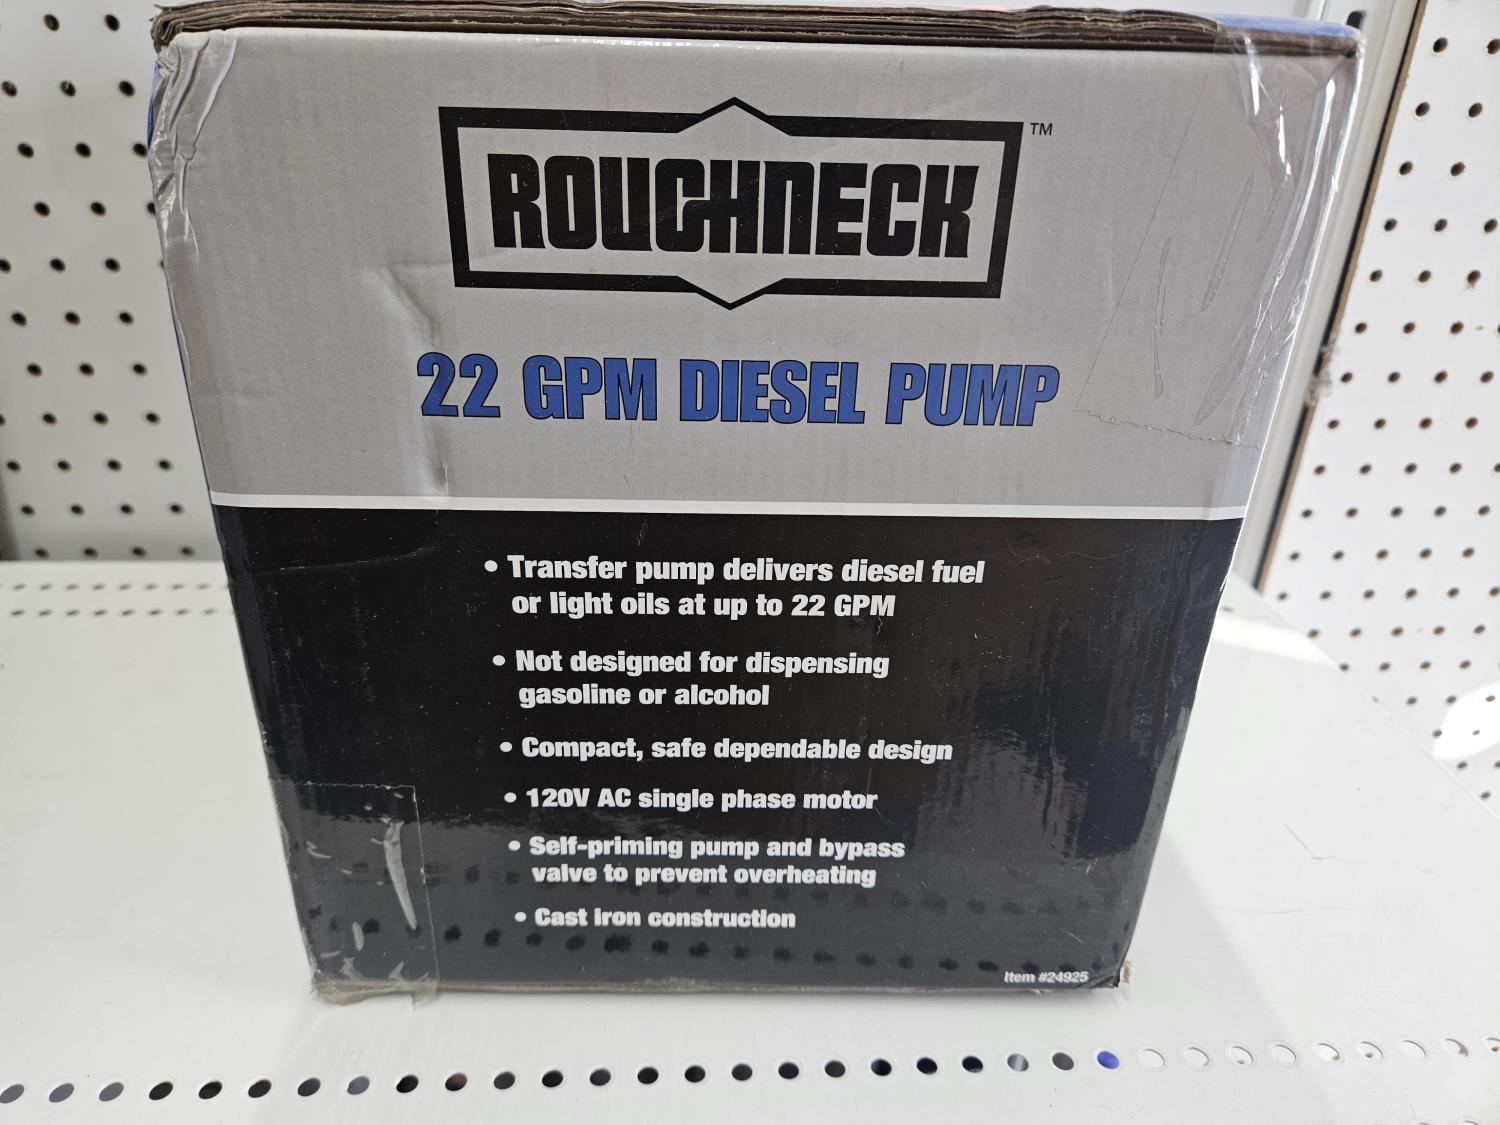 ROUGHNECK™
22 GPM DIESEL PUMP
• Transfer pump delivers diesel fuel
or light oils at up to 22 GPM
• Not designed for dispensing
gasoline or alcohol
• Compact, safe dependable design
• 120V AC single phase motor
• Self-priming pump and bypass
valve to prevent overheating
• Cast iron construction
Item #24925